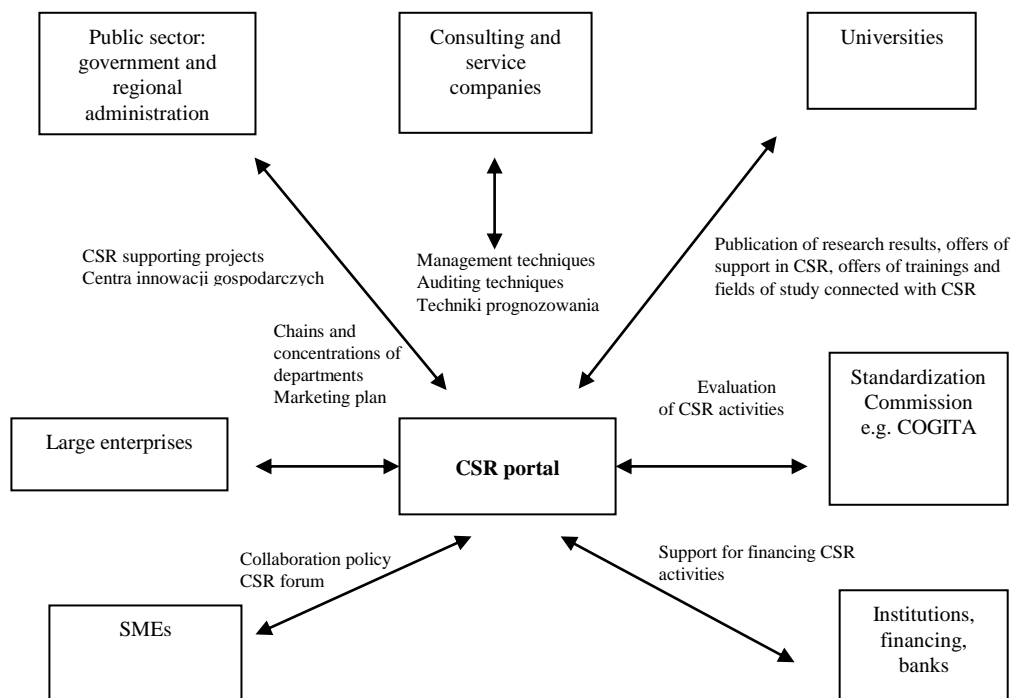 Public sector:
government and
regional
administration
Consulting and
service
companies
Universities
CSR supporting projects
Centra innowacji gospodarczych
Management techniques
Auditing techniques
Techniki prognozowania
Publication of research results, offers of
support in CSR, offers of trainings and
fields of study connected with CSR
Chains and
concentrations of
departments
Marketing plan
Evaluation
of CSR activities
Standardization
Commission
e.g. COGITA
Large enterprises
CSR portal
Collaboration policy
CSR forum
Support for financing CSR
activities
SMEs
Institutions,
financing,
banks